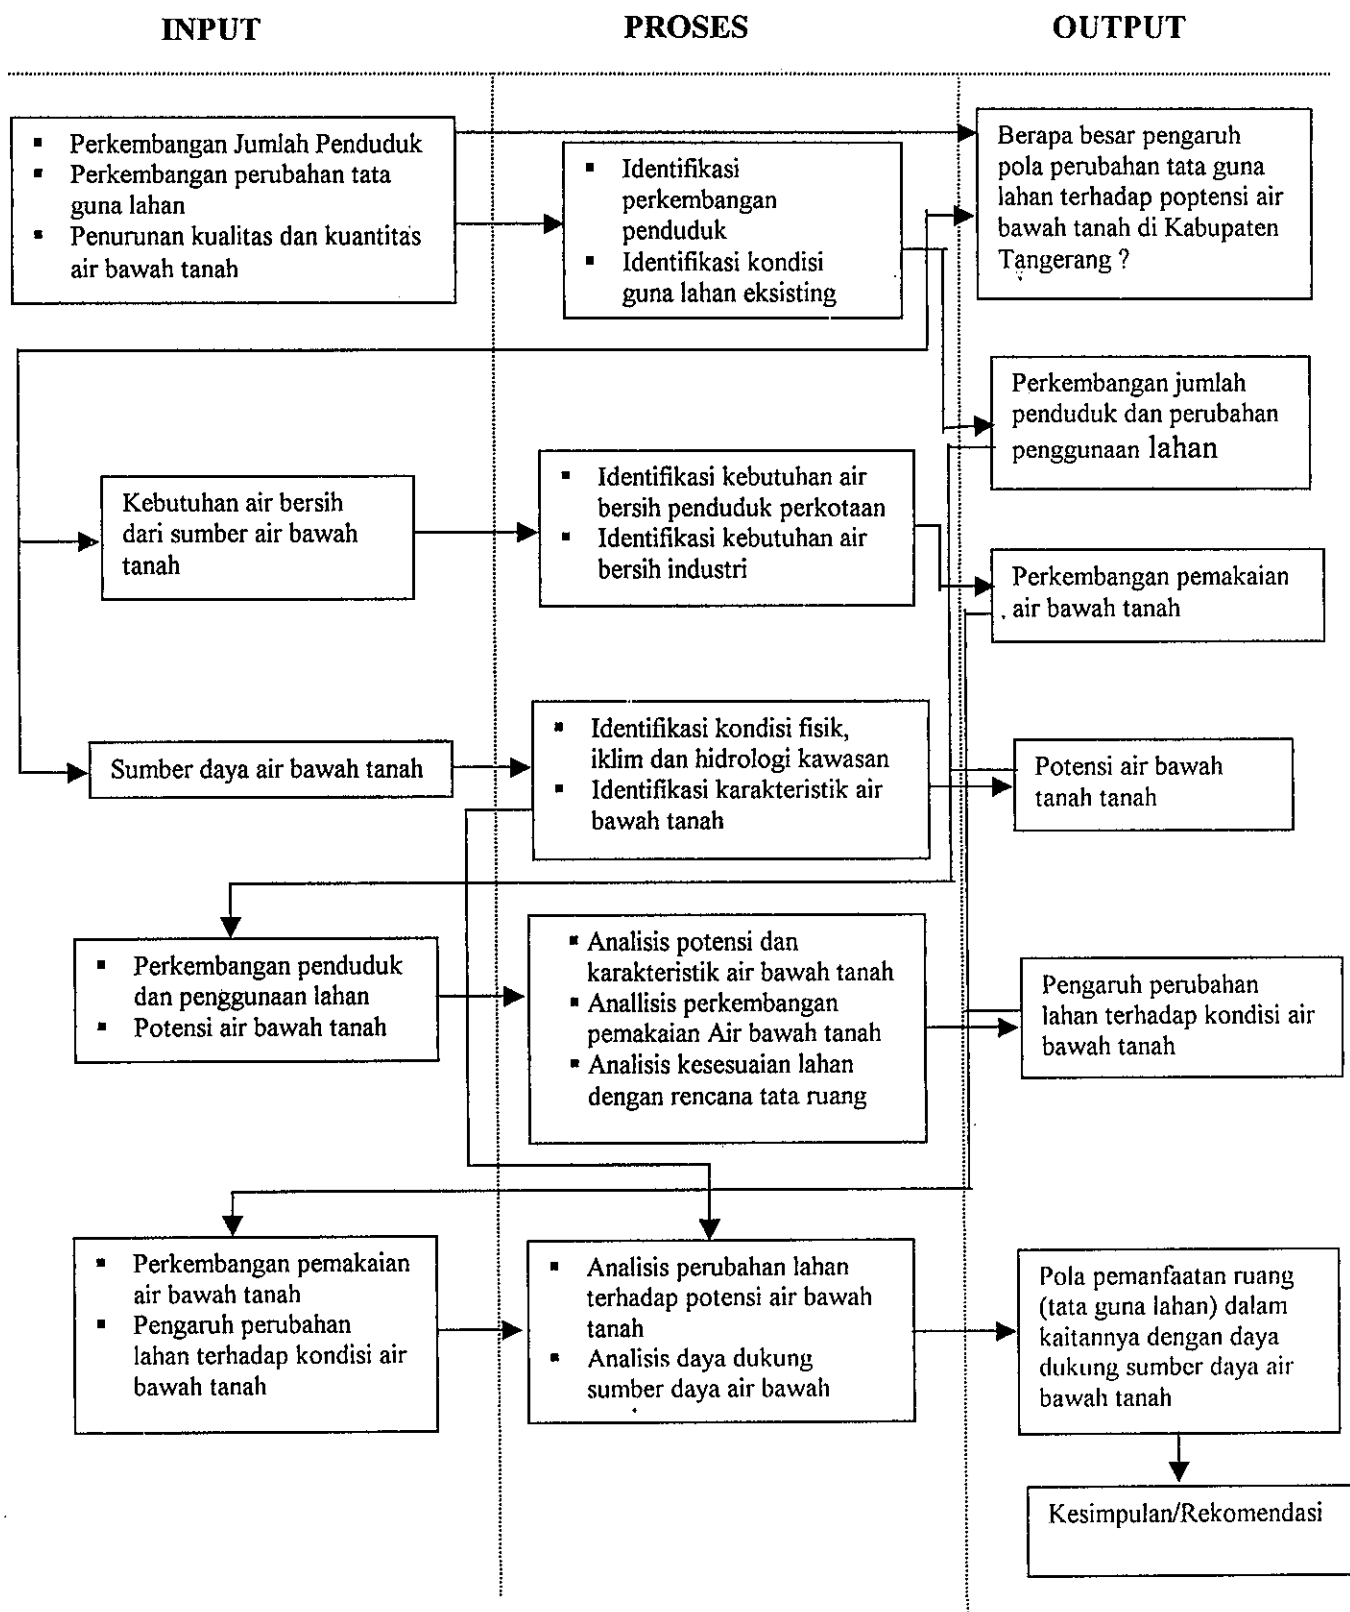 INPUT
PROSES
OUTPUT
▪ Perkembangan Jumlah Penduduk
▪ Perkembangan perubahan tata
guna lahan
▪ Penurunan kualitas dan kuantitas
air bawah tanah
▪ Identifikasi
perkembangan
penduduk
▪ Identifikasi kondisi
guna lahan eksisting
Berapa besar pengaruh
pola perubahan tata guna
lahan terhadap poptensi air
bawah tanah di Kabupaten
Tangerang ?
Perkembangan jumlah
penduduk dan perubahan
penggunaan lahan
Kebutuhan air bersih
dari sumber air bawah
tanah
▪ Identifikasi kebutuhan air
bersih penduduk perkotaan
▪ Identifikasi kebutuhan air
bersih industri
Perkembangan pemakaian
air bawah tanah
Sumber daya air bawah tanah
▪ Identifikasi kondisi fisik,
iklim dan hidrologi kawasan
▪ Identifikasi karakteristik air
bawah tanah
Potensi air bawah
tanah tanah
▪ Perkembangan penduduk
dan penggunaan lahan
▪ Potensi air bawah tanah
▪ Analisis potensi dan
karakteristik air bawah tanah
▪ Anallisis perkembangan
pemakaian Air bawah tanah
▪ Analisis kesesuaian lahan
dengan rencana tata ruang
Pengaruh perubahan
lahan terhadap kondisi air
bawah tanah
▪ Perkembangan pemakaian
air bawah tanah
▪ Pengaruh perubahan
lahan terhadap kondisi air
bawah tanah
▪ Analisis perubahan lahan
terhadap potensi air bawah
tanah
▪ Analisis daya dukung
sumber daya air bawah
Pola pemanfaatan ruang
(tata guna lahan) dalam
kaitannya dengan daya
dukung sumber daya air
bawah tanah
Kesimpulan/Rekomendasi